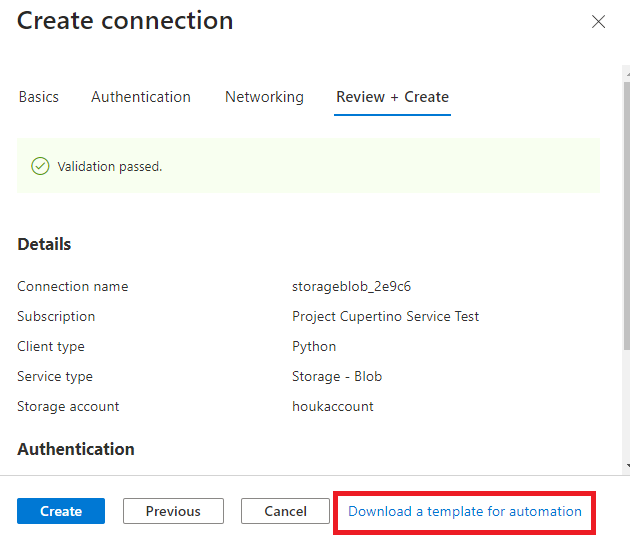 Create connection
Basics Authentication Networking Review + Create
Validation passed.
Details
Connection name storageblob_2e9c6
Subscription Project Cupertino Service Test
Client type Python
Service type Storage - Blob
Storage account houkaccount
Authentication
Create Previous Cancel Download a template for automation